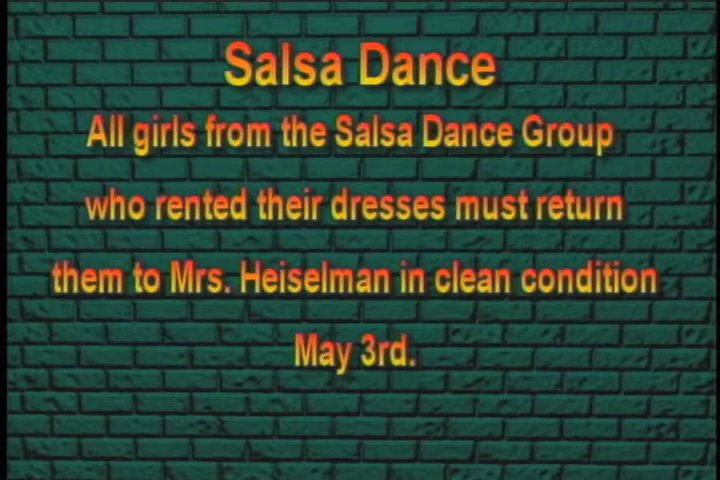 Salsa Dance
All girls from the Salsa Dance Group
who rented their dresses must return
them to Mrs. Heiselman in clean condition
May 3rd.